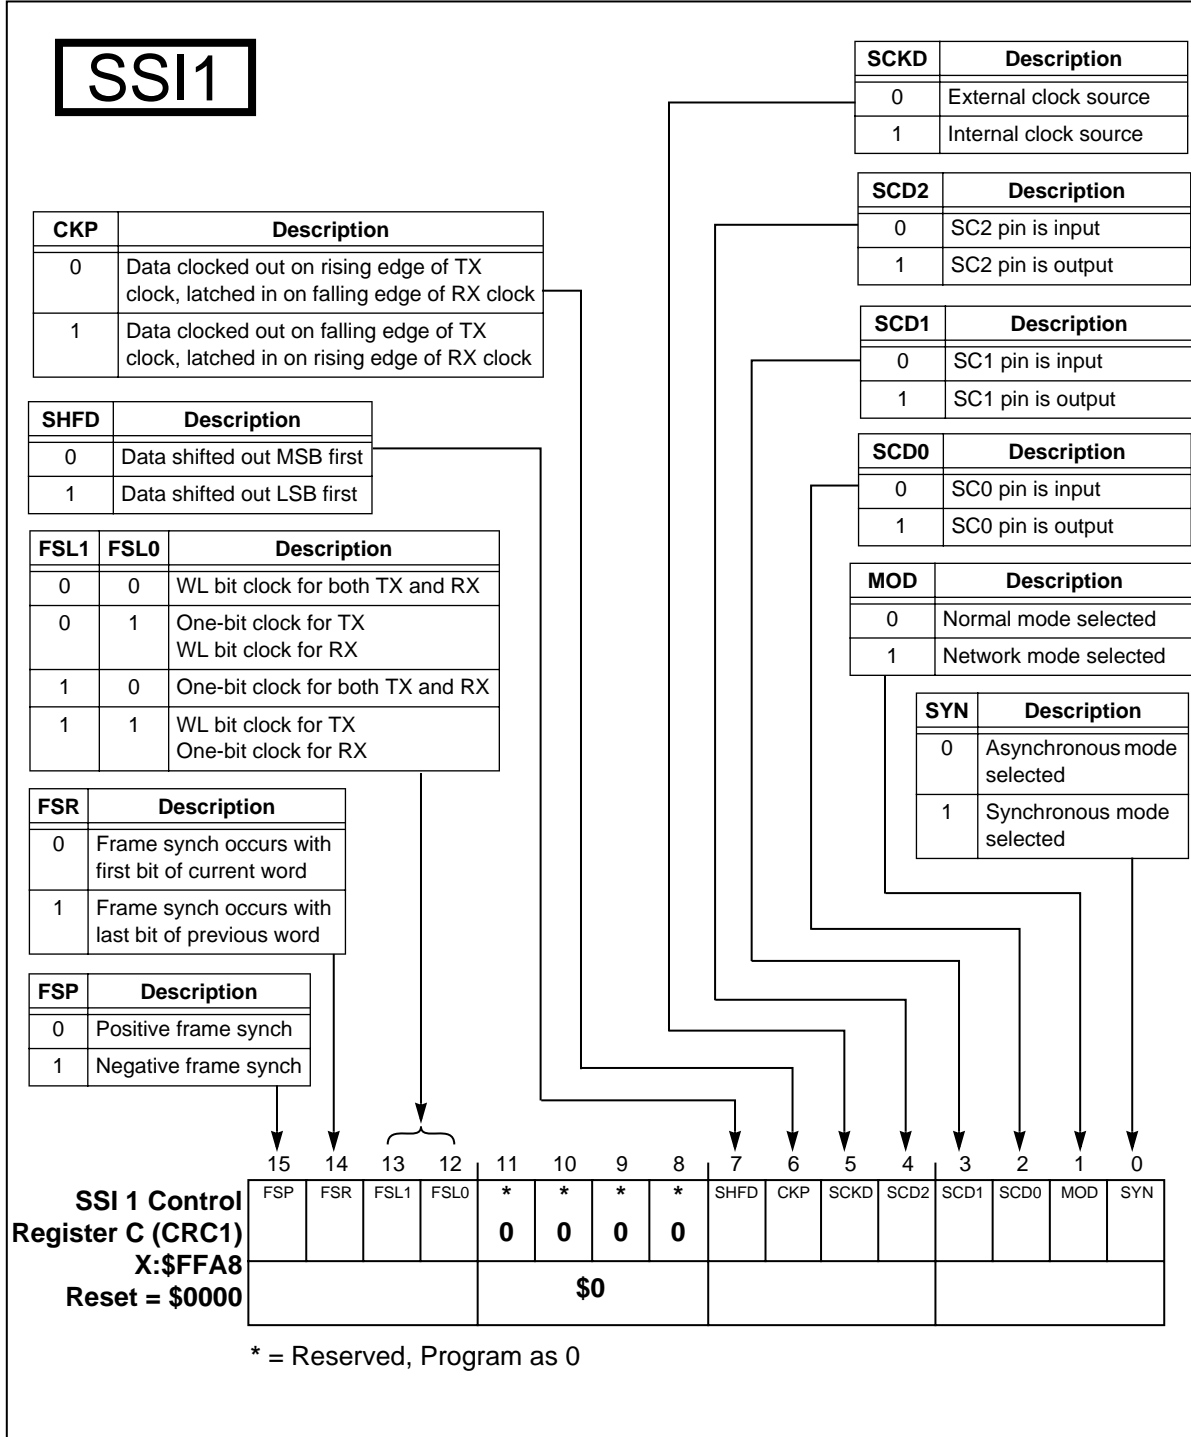 SSI1
SCKD Description
0 External clock source
1 Internal clock source
SCD2 Description
0 SC2 pin is input
1 SC2 pin is output
CKP Description
0 Data clocked out on rising edge of TX
clock, latched in on falling edge of RX clock
1 Data clocked out on falling edge of TX
clock, latched in on rising edge of RX clock
SCD1 Description
0 SC1 pin is input
1 SC1 pin is output
SHFD Description
0 Data shifted out MSB first
1 Data shifted out LSB first
SCD0 Description
0 SC0 pin is input
1 SC0 pin is output
FSL1 FSL0 Description
0 0 WL bit clock for both TX and RX
0 1 One-bit clock for TX
WL bit clock for RX
1 0 One-bit clock for both TX and RX
1 1 WL bit clock for TX
One-bit clock for RX
MOD Description
0 Normal mode selected
1 Network mode selected
SYN Description
0 Asynchronous mode
selected
1 Synchronous mode
selected
FSR Description
0 Frame synch occurs with
first bit of current word
1 Frame synch occurs with
last bit of previous word
FSP Description
0 Positive frame synch
1 Negative frame synch
15 14 13 12 11 10 9 8 7 6 5 4 3 2 1 0
FSP FSR FSL1 FSL0 * * * * SHFD CKP SCKD SCD2 SCD1 SCD0 MOD SYN
0 0 0 0
$0
SSI 1 Control
Register C (CRC1)
X:$FFA8
Reset = $0000
* = Reserved, Program as 0